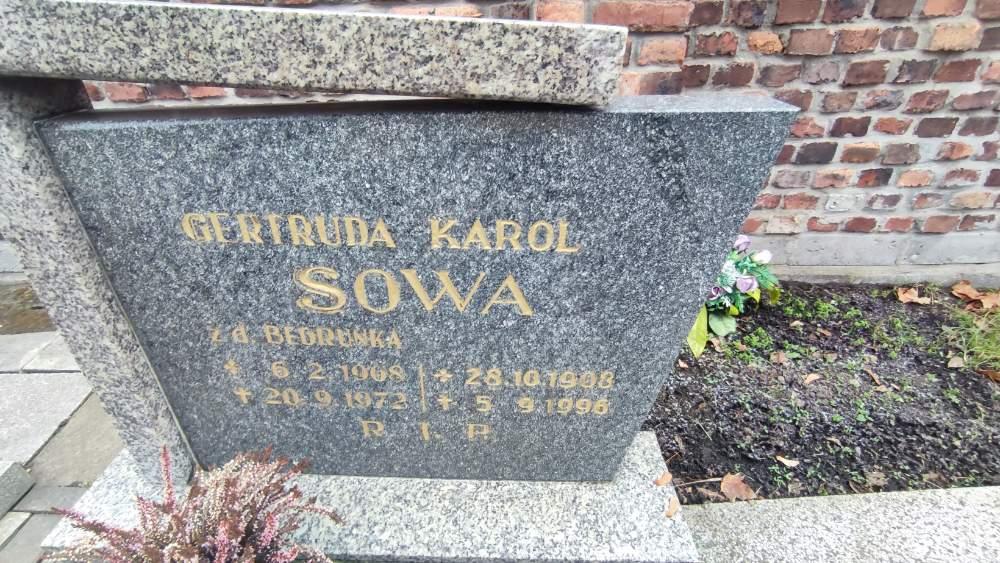 GERTRUDA KAROL
SOWA
z d. BEDRUNKA
* 6.2.1908 * 28.10.1908
+ 20.9.1972 + 5 9 1996
R. I. P.